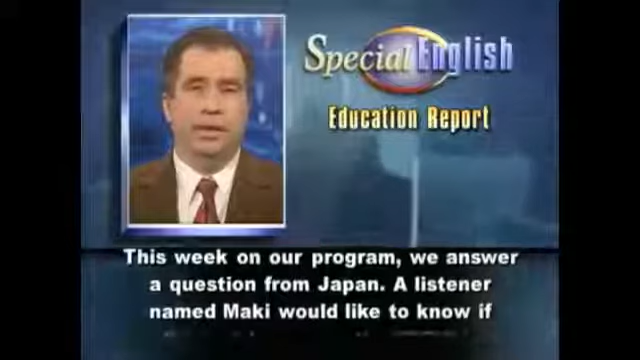 Special English
Education Report
This week on our program, we answer
a question from Japan. A listener
named Maki would like to know if